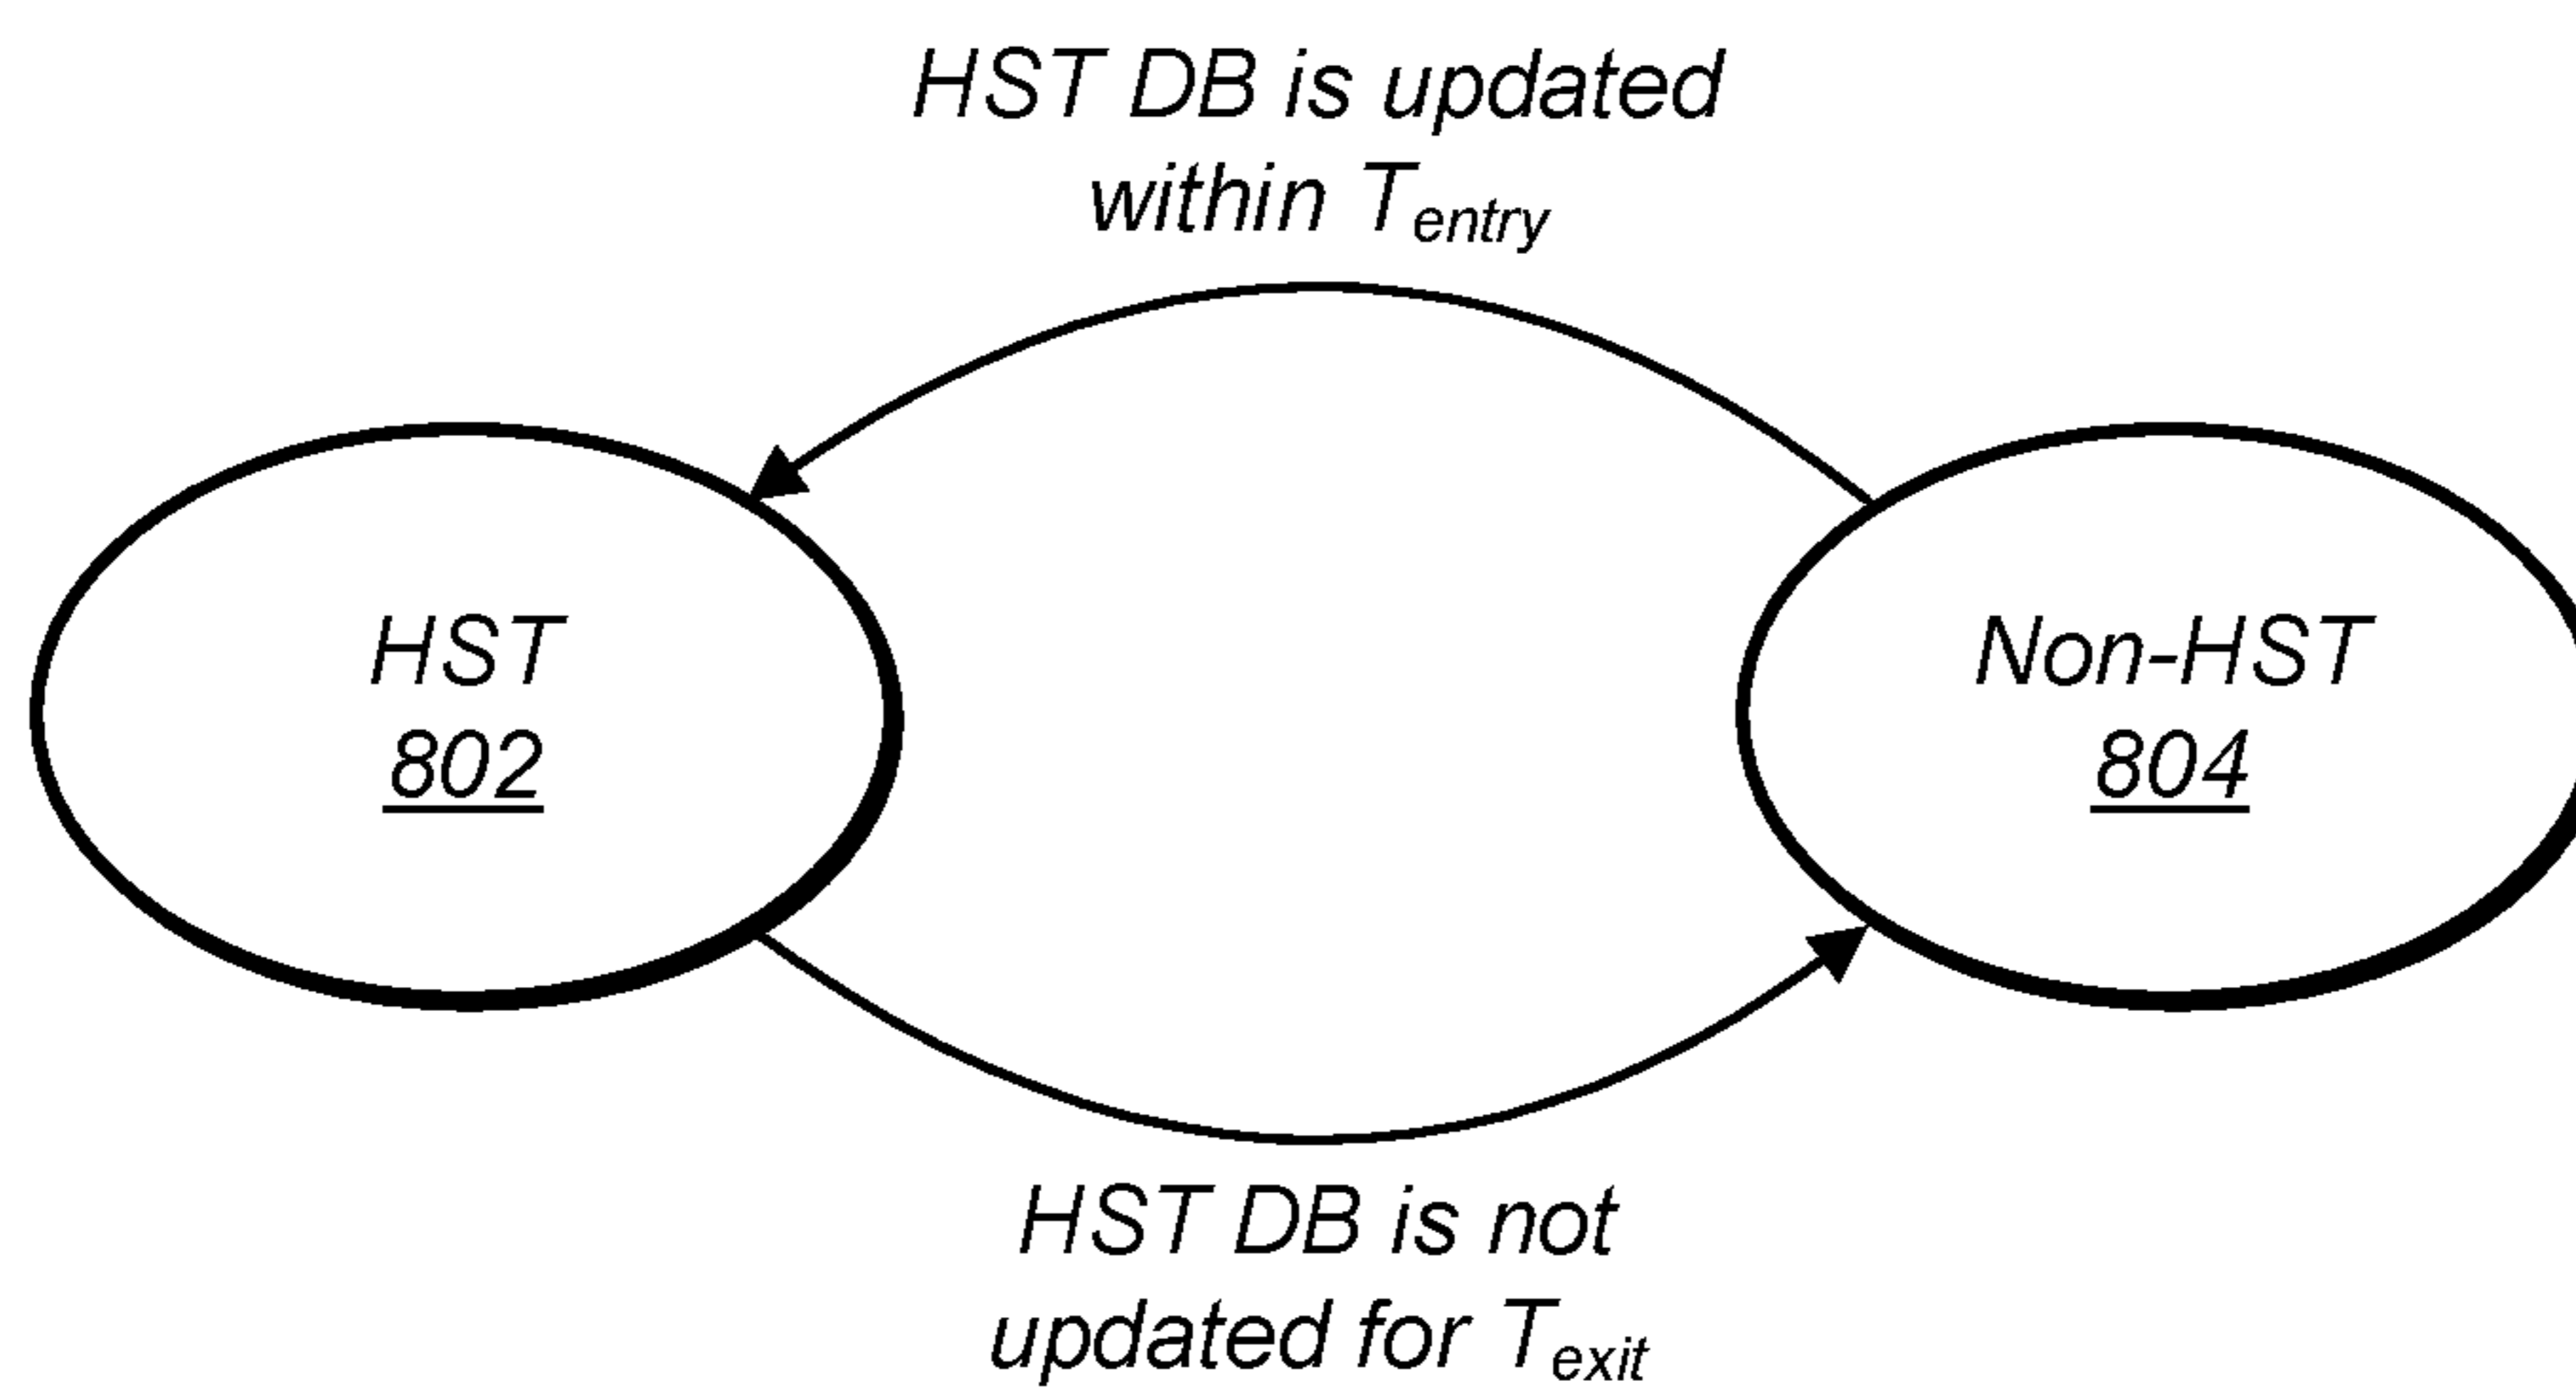 HST DB is updated
within Tentry
HST
802
Non-HST
804
HST DB is not
updated for Texit